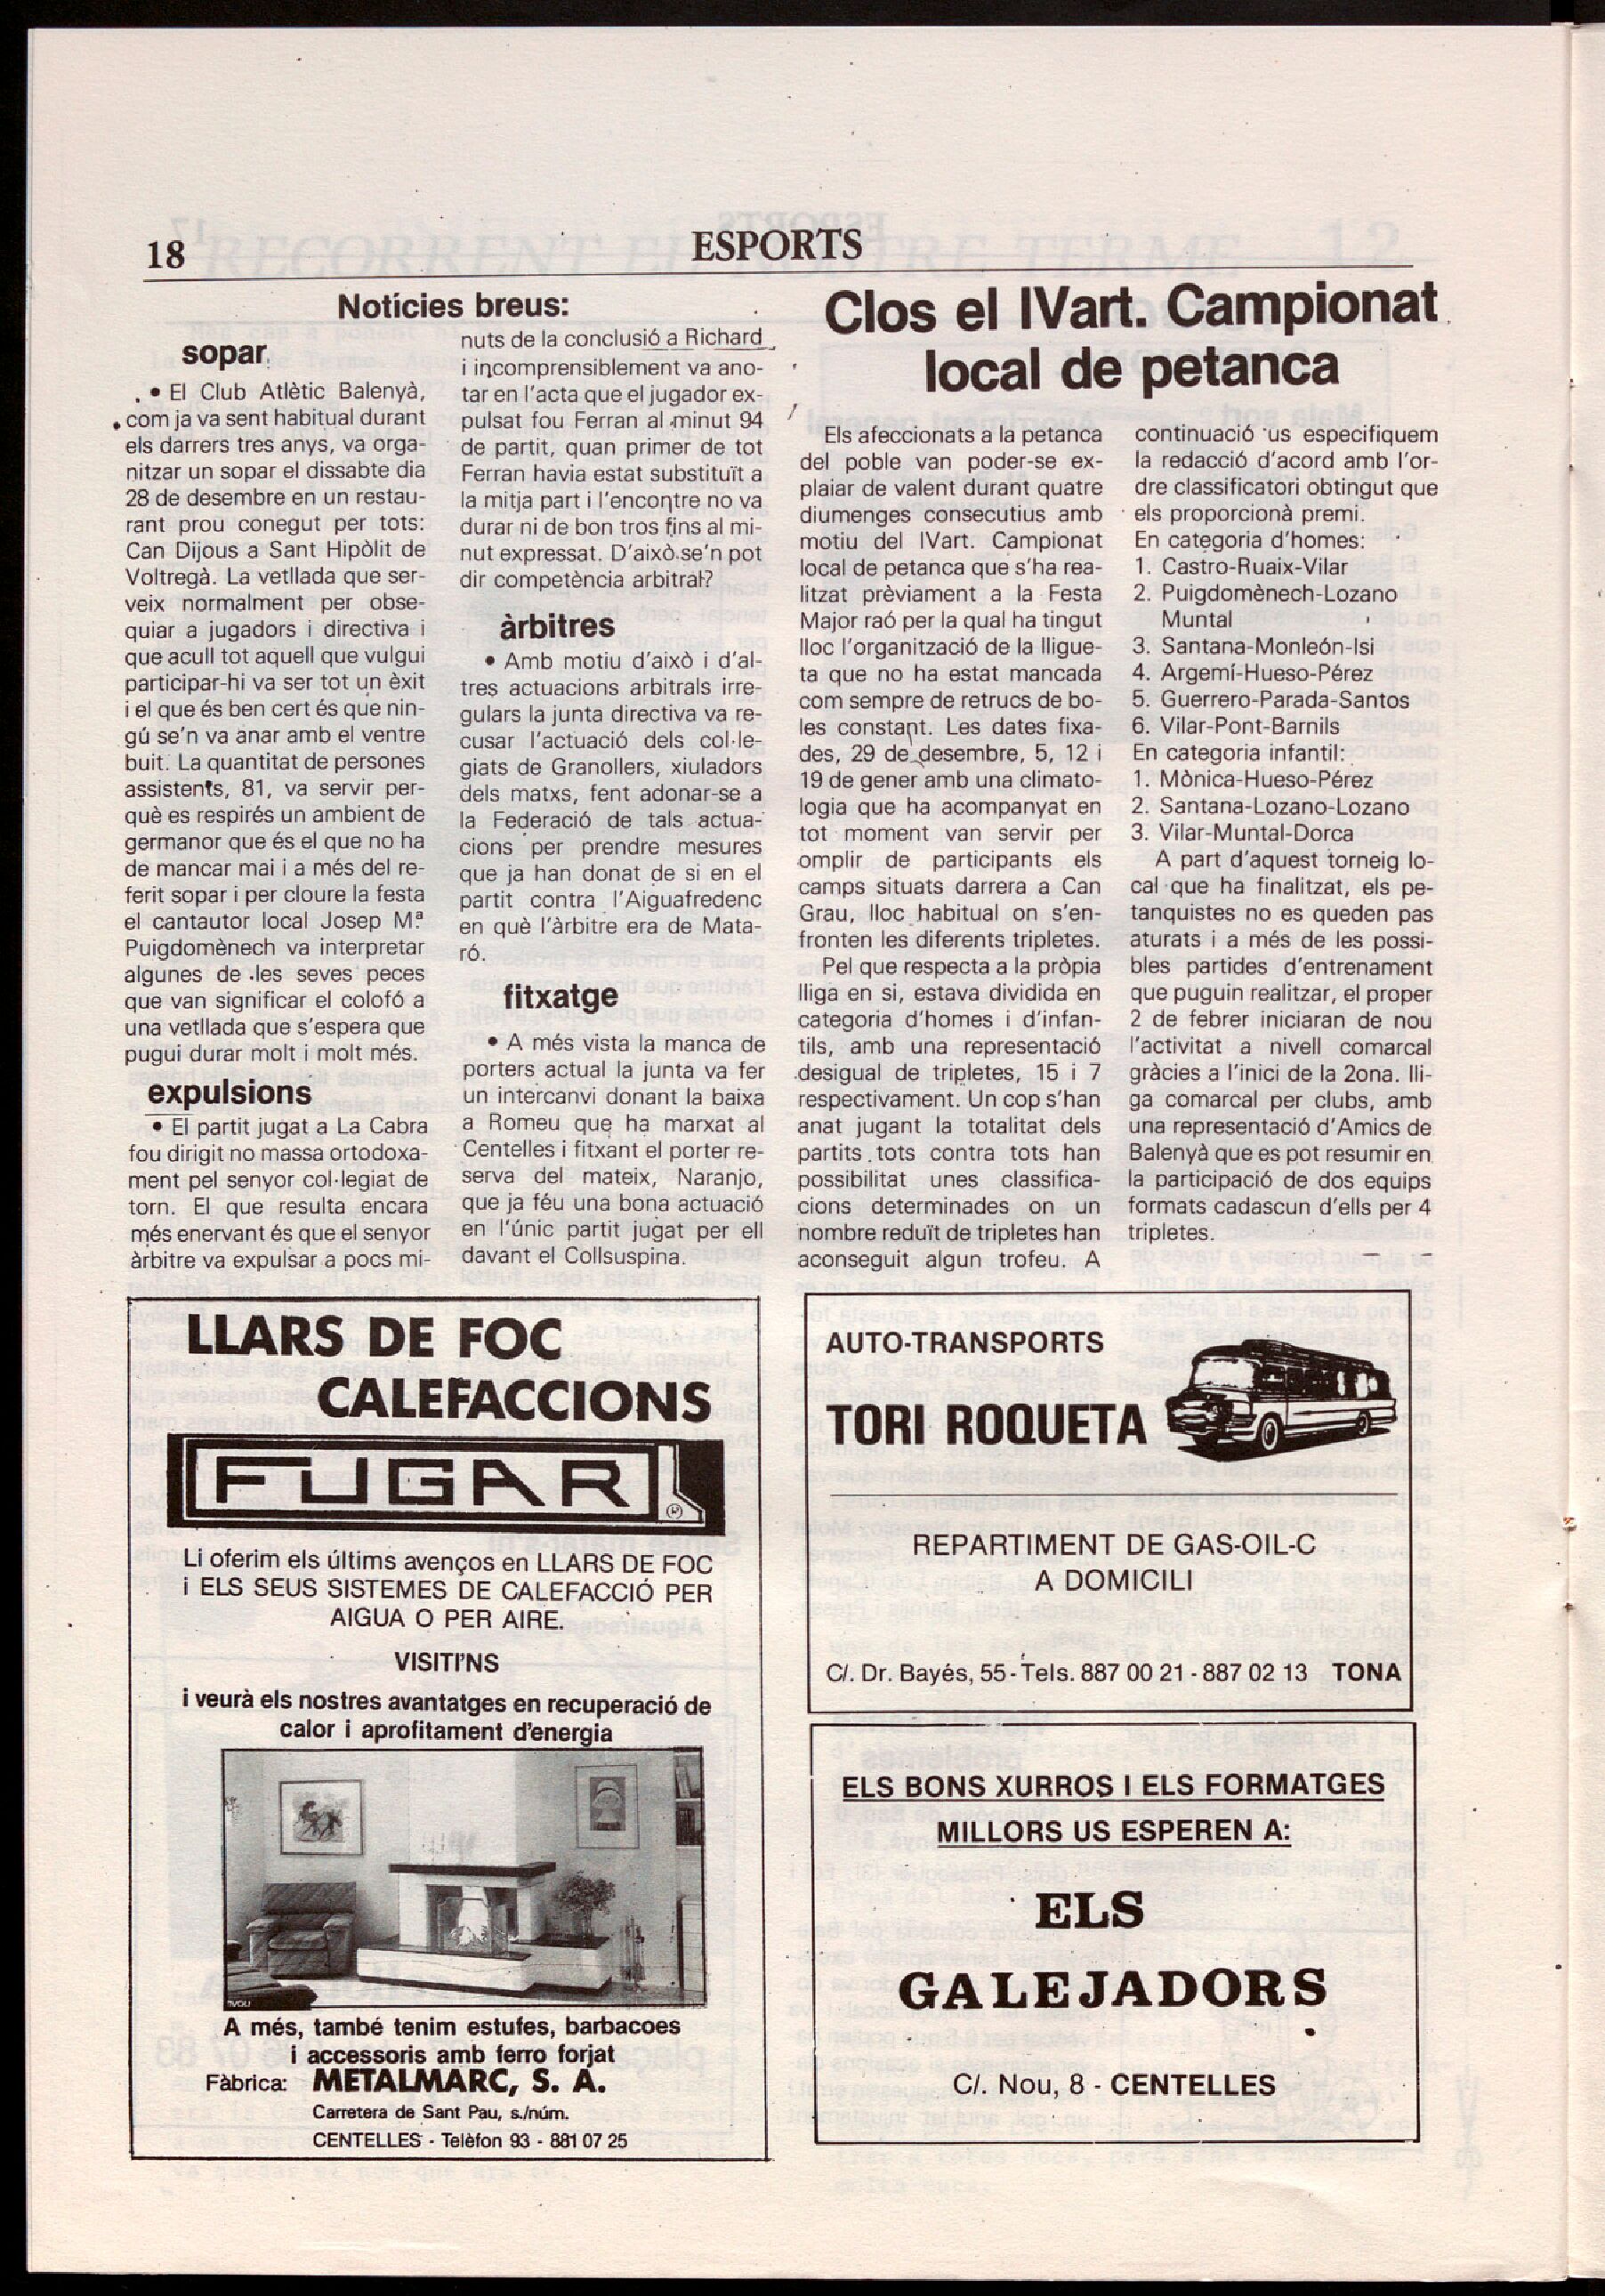 18
ESPORTS
Notícies breus:
sopar
• El Club Atlètic Balenyà,
com ja va sent habitual durant
els darrers tres anys, va orga-
nitzar un sopar el dissabte dia
28 de desembre en un restau-
rant prou conegut per tots:
Can Dijous a Sant Hipòlit de
Voltregà. La vetllada que ser-
veix normalment per obse-
quiar a jugadors i directiva i
que acull tot aquell que vulgui
participar-hi va ser tot un èxit
i el que és ben cert és que nin-
gú se'n va anar amb el ventre
buit. La quantitat de persones
assistents, 81, va servir per-
què es respirés un ambient de
germanor que és el que no ha
de mancar mai i a més del re-
ferit sopar i per cloure la festa
el cantautor local Josep M.ª
Puigdomènech va interpretar
algunes de les seves peces
que van significar el colofó a
una vetllada que s'espera que
pugui durar molt i molt més.
expulsions
• El partit jugat a La Cabra
fou dirigit no massa ortodoxa-
ment pel senyor col·legiat de
torn. El que resulta encara
més enervant és que el senyor
àrbitre va expulsar a pocs mi-
nuts de la conclusió a Richard
i incomprensiblement va ano-
tar en l'acta que el jugador ex-
pulsat fou Ferran al minut 94
de partit, quan primer de tot
Ferran havia estat substituït a
la mitja part i l'encontre no va
durar ni de bon tros fins al mi-
nut expressat. D'això se'n pot
dir competència arbitral?
àrbitres
• Amb motiu d'això i d'al-
tres actuacions arbitrals irre-
gulars la junta directiva va re-
cusar l'actuació dels col·le-
giats de Granollers, xiuladors
dels matxs, fent adonar-se a
la Federació de tals actua-
cions per prendre mesures
que ja han donat de si en el
partit contra l'Aiguafredenc
en què l'àrbitre era de Mata-
ró.
fitxatge
• A més vista la manca de
porters actual la junta va fer
un intercanvi donant la baixa
a Romeu que ha marxat al
Centelles i fitxant el porter re-
serva del mateix, Naranjo,
que ja féu una bona actuació
en l'únic partit jugat per ell
davant el Collsuspina.
Clos el IVart. Campionat
local de petanca
Els afeccionats a la petanca
del poble van poder-se ex-
plaiar de valent durant quatre
diumenges consecutius amb
motiu del IVart. Campionat
local de petanca que s'ha rea-
litzat prèviament a la Festa
Major raó per la qual ha tingut
lloc l'organització de la lligue-
ta que no ha estat mancada
com sempre de retrucs de bo-
les constant. Les dates fixa-
des, 29 de desembre, 5, 12 i
19 de gener amb una climato-
logia que ha acompanyat en
tot moment van servir per
omplir de participants els
camps situats darrera a Can
Grau, lloc habitual on s'en-
fronten les diferents tripletes.
Pel que respecta a la pròpia
lliga en si, estava dividida en
categoria d'homes i d'infan-
tils, amb una representació
desigual de tripletes, 15 i 7
respectivament. Un cop s'han
anat jugant la totalitat dels
partits tots contra tots han
possibilitat unes classifica-
cions determinades on un
nombre reduït de tripletes han
aconseguit algun trofeu. A
continuació us especifiquem
la redacció d'acord amb l'or-
dre classificatori obtingut que
els proporcionà premi.
En categoria d'homes:
1. Castro-Ruaix-Vilar
2. Puigdomènech-Lozano
Muntal
3. Santana-Monleón-Isi
4. Argemí-Hueso-Pérez
5. Guerrero-Parada-Santos
6. Vilar-Pont-Barnils
En categoria infantil:
1. Mònica-Hueso-Pérez
2. Santana-Lozano-Lozano
3. Vilar-Muntal-Dorca
A part d'aquest torneig lo-
cal que ha finalitzat, els pe-
tanquistes no es queden pas
aturats i a més de les possi-
bles partides d'entrenament
que puguin realitzar, el proper
2 de febrer iniciaran de nou
l'activitat a nivell comarcal
gràcies a l'inici de la 2ona. lli-
ga comarcal per clubs, amb
una representació d'Amics de
Balenyà que es pot resumir en
la participació de dos equips
formats cadascun d'ells per 4
tripletes.
LLARS DE FOC
CALEFACCIONS
FUGAR ®
Li oferim els últims avenços en LLARS DE FOC
i ELS SEUS SISTEMES DE CALEFACCIÓ PER
AIGUA O PER AIRE.
VISITI'NS
i veurà els nostres avantatges en recuperació de
calor i aprofitament d'energia
A més, també tenim estufes, barbacoes
i accessoris amb ferro forjat
Fàbrica: METALMARC, S. A.
Carretera de Sant Pau, s./núm.
CENTELLES - Telèfon 93 - 881 07 25
AUTO-TRANSPORTS
TORI ROQUETA
REPARTIMENT DE GAS-OIL-C
A DOMICILI
C/. Dr. Bayés, 55 - Tels. 887 00 21 - 887 02 13 TONA
ELS BONS XURROS I ELS FORMATGES
MILLORS US ESPEREN A:
ELS
GALEJADORS
C/. Nou, 8 - CENTELLES